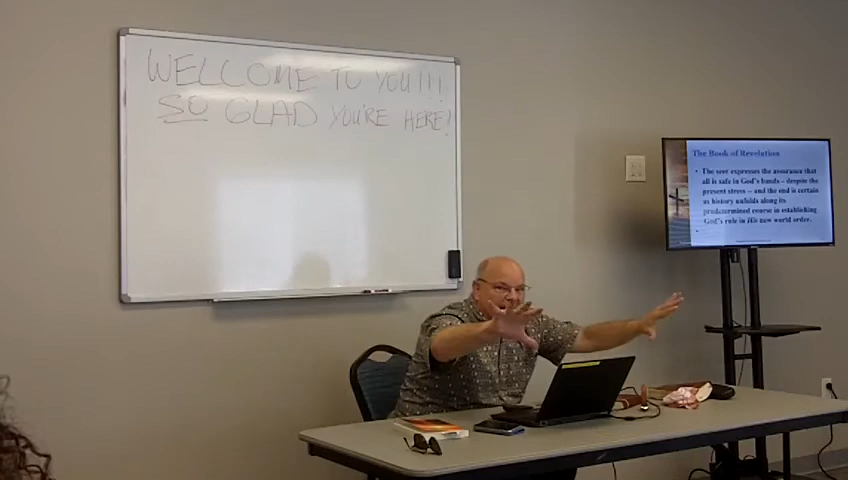 WELCOME TO YOU!!!
SO GLAD YOU'RE HERE!
The Book of Revelation
• The seer expresses the assurance that
all is safe in God's hands – despite the
present stress – and the end is certain
as history unfolds along its
predetermined course in establishing
God's rule in His new world order.